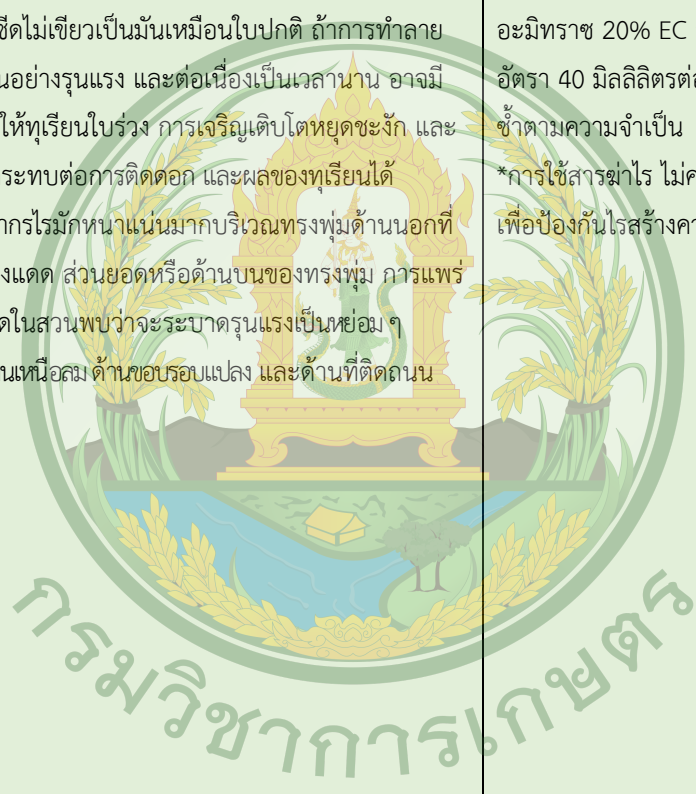 ซีดไม่เขียวเป็นมันเหมือนใบปกติ ถ้าการทำลาย
อย่างรุนแรง และต่อเนื่องเป็นเวลานาน อาจมี
ให้ทุเรียนใบร่วง การเจริญเติบโตหยุดชะงัก และ
ระทบต่อการติดดอก และผลของทุเรียนได้
ากรไรมักหนาแน่นมากบริเวณทรงพุ่มด้านนอกที่
งแดด ส่วนยอดหรือด้านบนของทรงพุ่ม การแพร่
ดในสวนพบว่าจะระบาดรุนแรงเป็นหย่อม ๆ
นเหนือลม ด้านขอบรอบแปลง และด้านที่ติดถนน
อะมิทราซ 20% EC
อัตรา 40 มิลลิลิตรต่อ
ซ้ำตามความจำเป็น
*การใช้สารฆ่าไร ไม่ค
เพื่อป้องกันไรสร้างคว
กรมวิชาการเกษตร